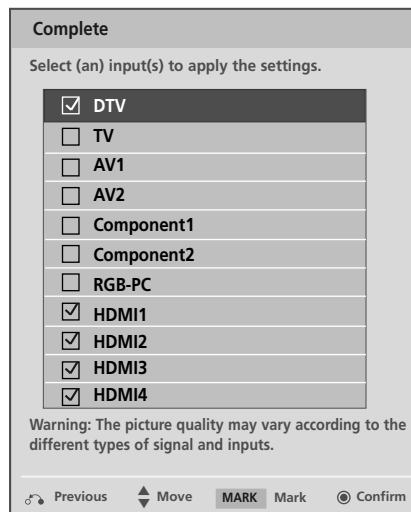 Complete
Select (an) input(s) to apply the settings.
DTV
TV
AV1
AV2
Component1
Component2
RGB-PC
HDMI1
HDMI2
HDMI3
HDMI4
Warning: The picture quality may vary according to the
different types of signal and inputs.
Previous Move MARK Mark Confirm